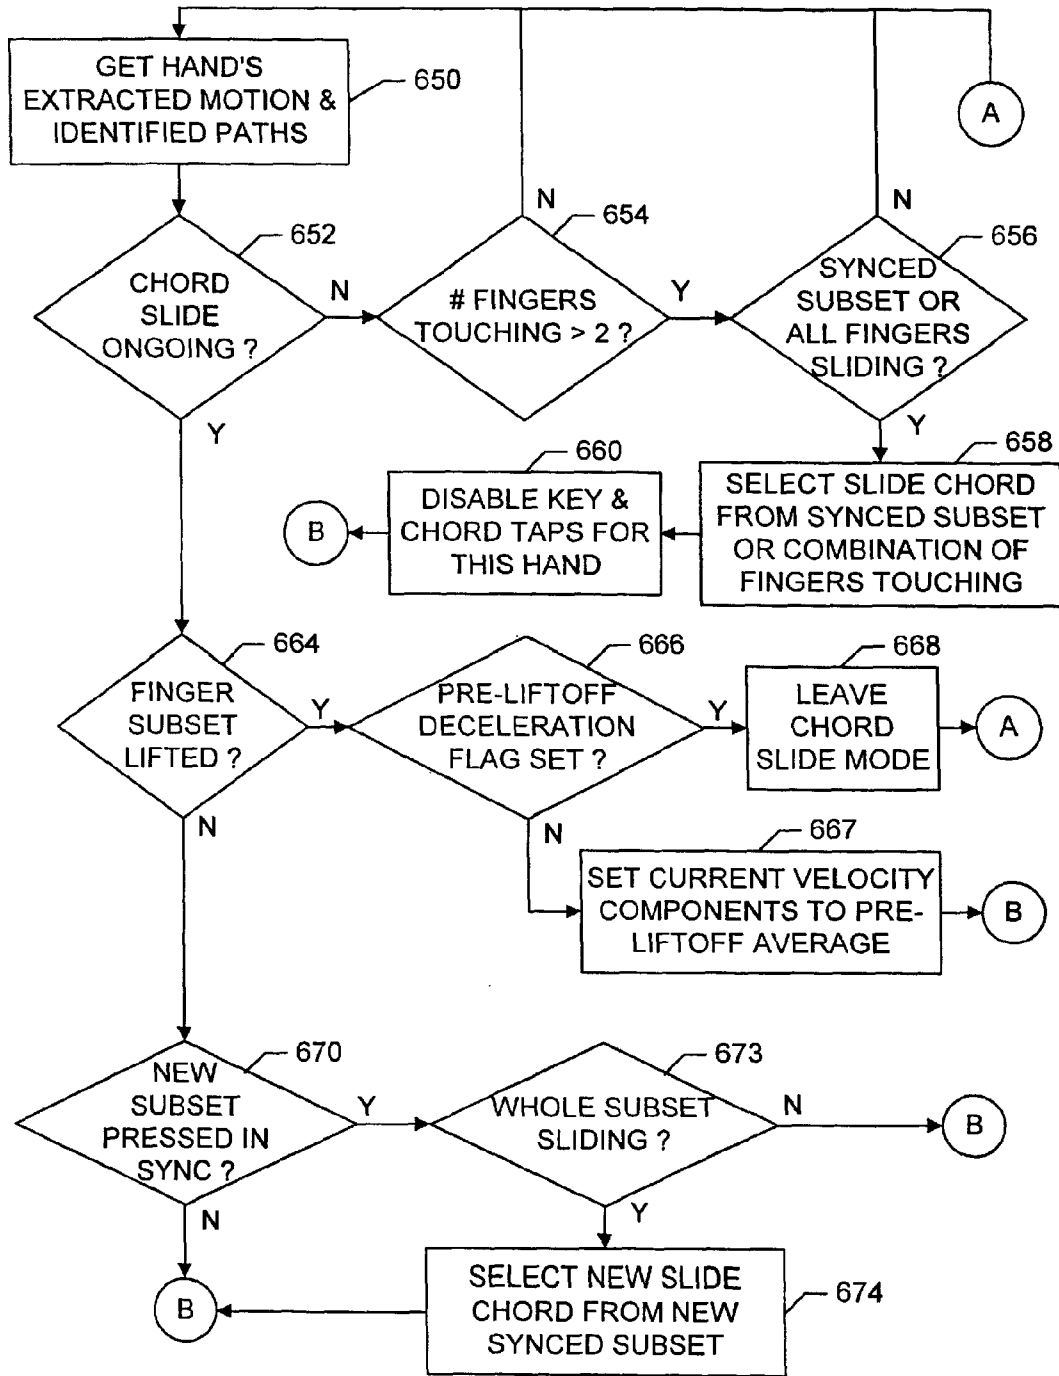 GET HAND'S
EXTRACTED MOTION &
IDENTIFIED PATHS
650
A
652
CHORD
SLIDE
ONGOING ?
N
Y
N
654
# FINGERS
TOUCHING > 2 ?
Y
N
656
SYNCED
SUBSET OR
ALL FINGERS
SLIDING ?
Y
658
SELECT SLIDE CHORD
FROM SYNCED SUBSET
OR COMBINATION OF
FINGERS TOUCHING
660
DISABLE KEY &
CHORD TAPS FOR
THIS HAND
B
664
FINGER
SUBSET
LIFTED ?
Y
N
666
PRE-LIFTOFF
DECELERATION
FLAG SET ?
Y
N
668
LEAVE
CHORD
SLIDE MODE
A
667
SET CURRENT VELOCITY
COMPONENTS TO PRE-
LIFTOFF AVERAGE
B
670
NEW
SUBSET
PRESSED IN
SYNC ?
Y
N
673
WHOLE SUBSET
SLIDING ?
N
B
Y
B
SELECT NEW SLIDE
CHORD FROM NEW
SYNCED SUBSET
674